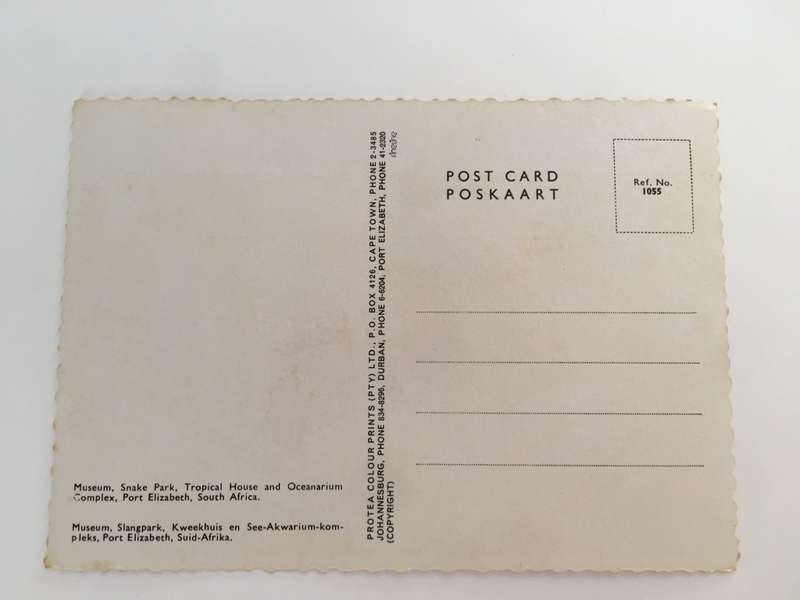 POST CARD
POSKAART
Ref. No.
1055
PROTEA COLOUR PRINTS (PTY) LTD., P.O. BOX 4126, CAPE TOWN, PHONE 2-3485
JOHANNESBURG, PHONE 834-8296, DURBAN, PHONE 6-6204, PORT ELIZABETH, PHONE 41-2320
(COPYRIGHT)
Museum, Snake Park, Tropical House and Oceanarium
Complex, Port Elizabeth, South Africa.
Museum, Slangpark, Kweekhuis en See-Akwarium-kom-
pleks, Port Elizabeth, Suid-Afrika.